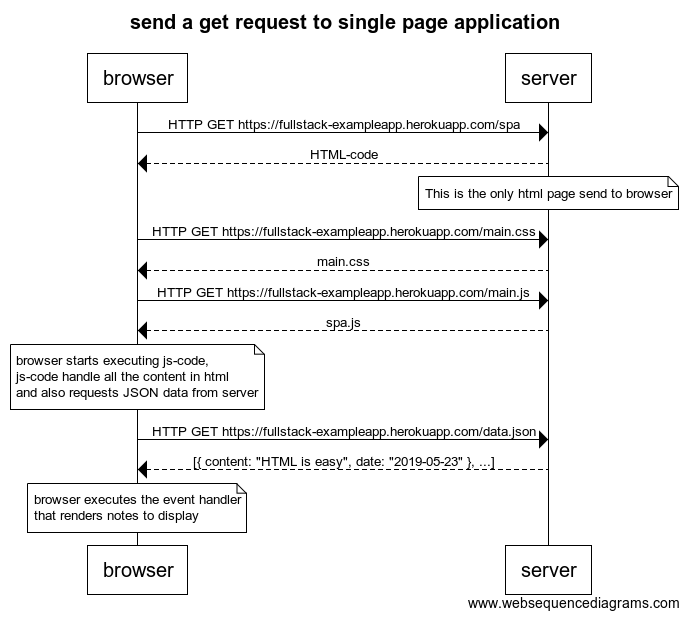 send a get request to single page application
browser
server
HTTP GET https://fullstack-exampleapp.herokuapp.com/spa
HTML-code
This is the only html page send to browser
HTTP GET https://fullstack-exampleapp.herokuapp.com/main.css
main.css
HTTP GET https://fullstack-exampleapp.herokuapp.com/main.js
spa.js
browser starts executing js-code,
js-code handle all the content in html
and also requests JSON data from server
HTTP GET https://fullstack-exampleapp.herokuapp.com/data.json
[{ content: "HTML is easy", date: "2019-05-23" }, ...]
browser executes the event handler
that renders notes to display
browser
server
www.websequencediagrams.com